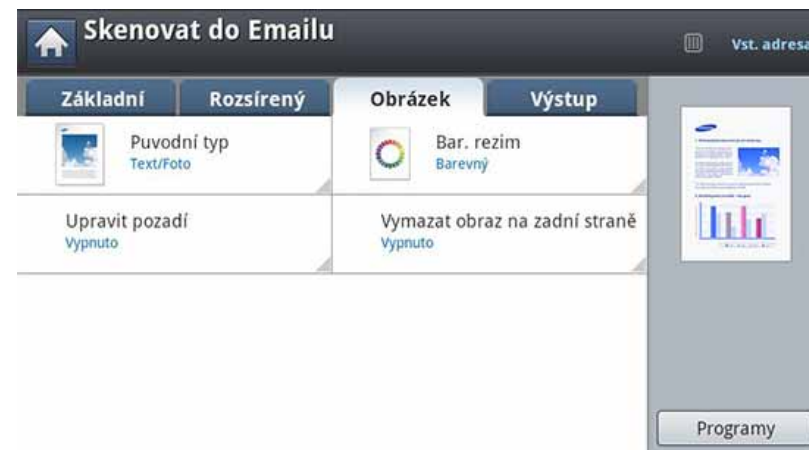 Skenovat do Emailu
Vst. adresa
Základní
Rozsírený
Obrázek
Výstup
Puvodní typ
Text/Foto
Bar. rezim
Barevný
Upravit pozadí
Vypnuto
Vymazat obraz na zadní straně
Vypnuto
Programy